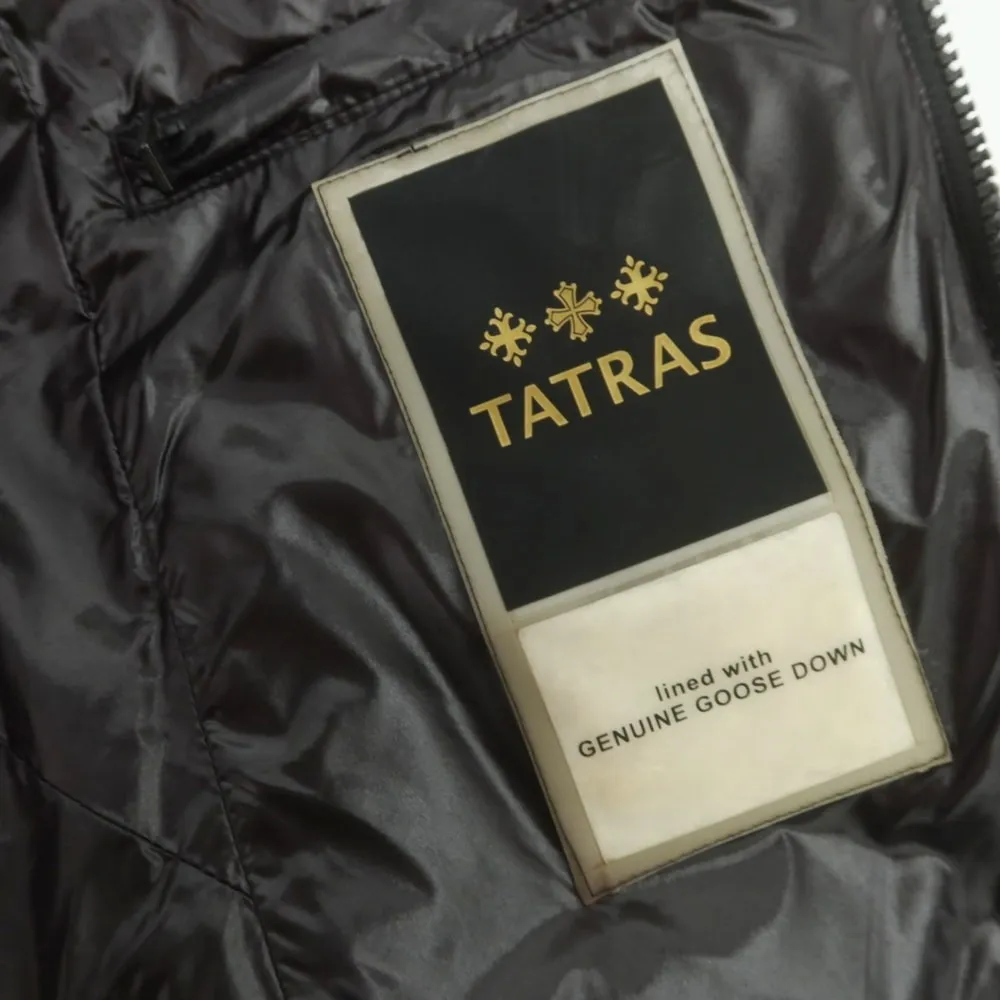 TATRAS
lined with
GENUINE GOOSE DOWN